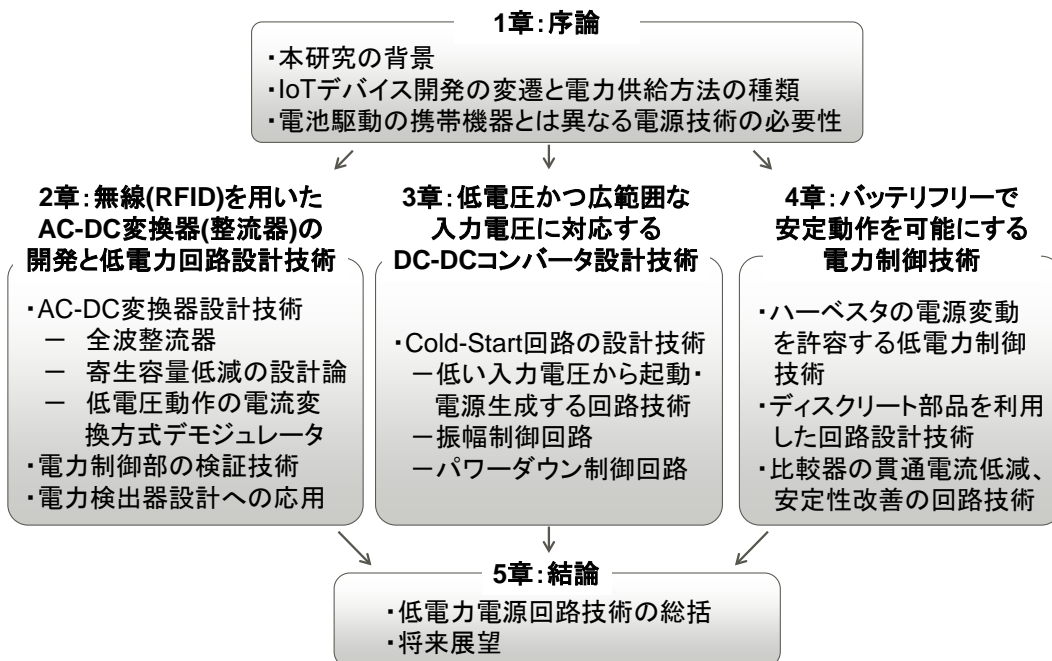 1章：序論
・本研究の背景
・IoTデバイス開発の変遷と電力供給方法の種類
・電池駆動の携帯機器とは異なる電源技術の必要性
2章：無線(RFID)を用いた
AC-DC変換器(整流器)の
開発と低電力回路設計技術
・AC-DC変換器設計技術
－ 全波整流器
－ 寄生容量低減の設計論
－ 低電圧動作の電流変
換方式デモジュレータ
・電力制御部の検証技術
・電力検出器設計への応用
3章：低電圧かつ広範囲な
入力電圧に対応する
DC-DCコンバータ設計技術
・Cold-Start回路の設計技術
－低い入力電圧から起動・
電源生成する回路技術
－振幅制御回路
－パワーダウン制御回路
4章：バッテリフリーで
安定動作を可能にする
電力制御技術
・ハーベスタの電源変動
を許容する低電力制御
技術
・ディスクリート部品を利用
した回路設計技術
・比較器の貫通電流低減、
安定性改善の回路技術
5章：結論
・低電力電源回路技術の総括
・将来展望